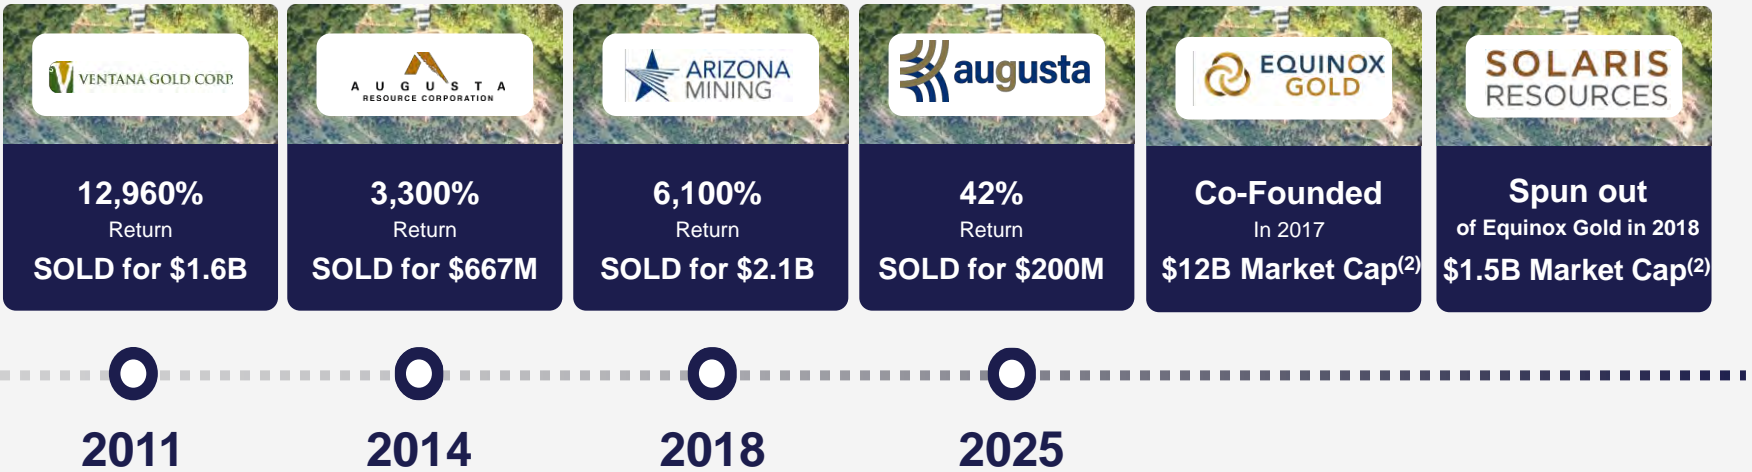 VENTANA GOLD CORP.
12,960%
Return
SOLD for $1.6B
AUGUSTA
RESOURCE CORPORATION
3,300%
Return
SOLD for $667M
ARIZONA
MINING
6,100%
Return
SOLD for $2.1B
augusta
42%
Return
SOLD for $200M
EQUINOX
GOLD
Co-Founded
In 2017
$12B Market Cap(2)
SOLARIS
RESOURCES
Spun out
of Equinox Gold in 2018
$1.5B Market Cap(2)
2011
2014
2018
2025